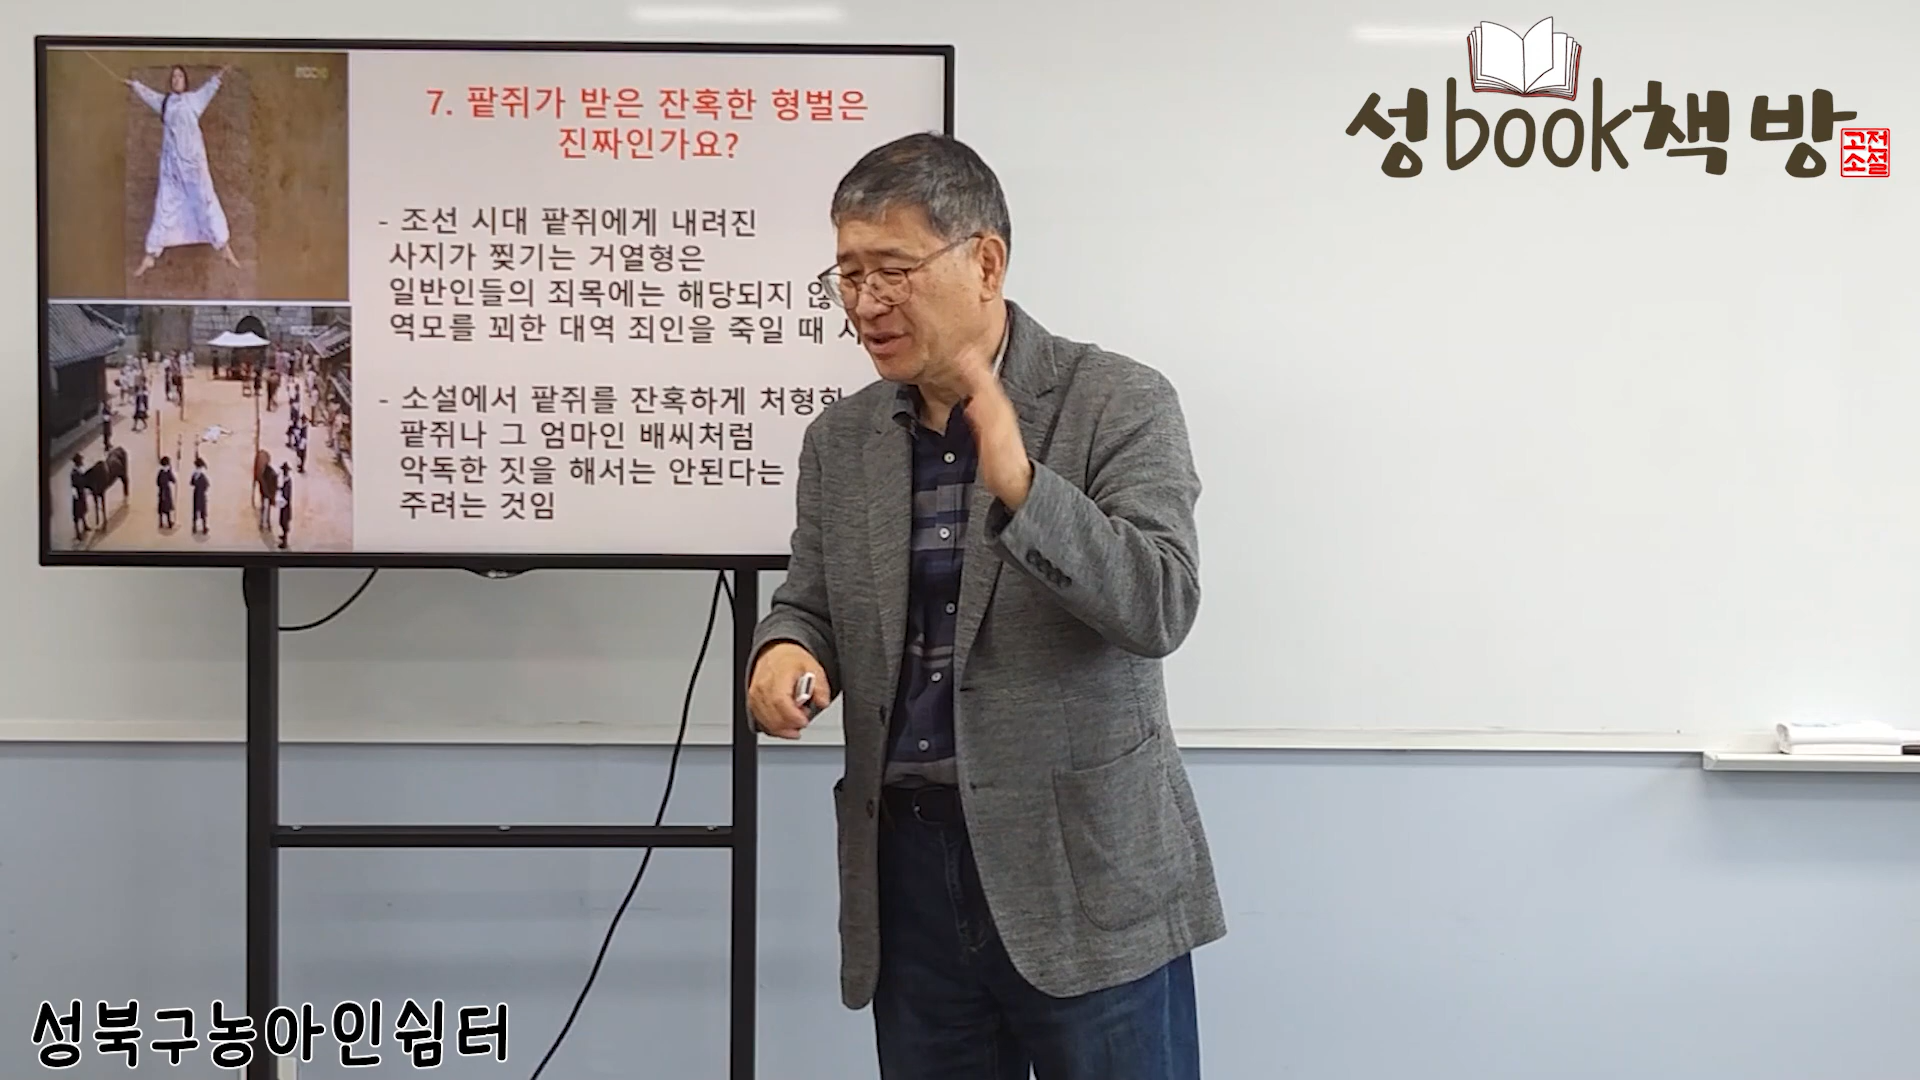 7. 팥쥐가 받은 잔혹한 형벌은
진짜인가요?
- 조선 시대 팥쥐에게 내려진
사지가 찢기는 거열형은
일반인들의 죄목에는 해당되지
역모를 꾀한 대역 죄인을 죽일 때
- 소설에서 팥쥐를 잔혹하게
팥쥐나 그 엄마인 배씨처럼
악독한 짓을 해서는 안된다는
주려는 것임
성book책방
고전
소설
성북구농아인쉼터